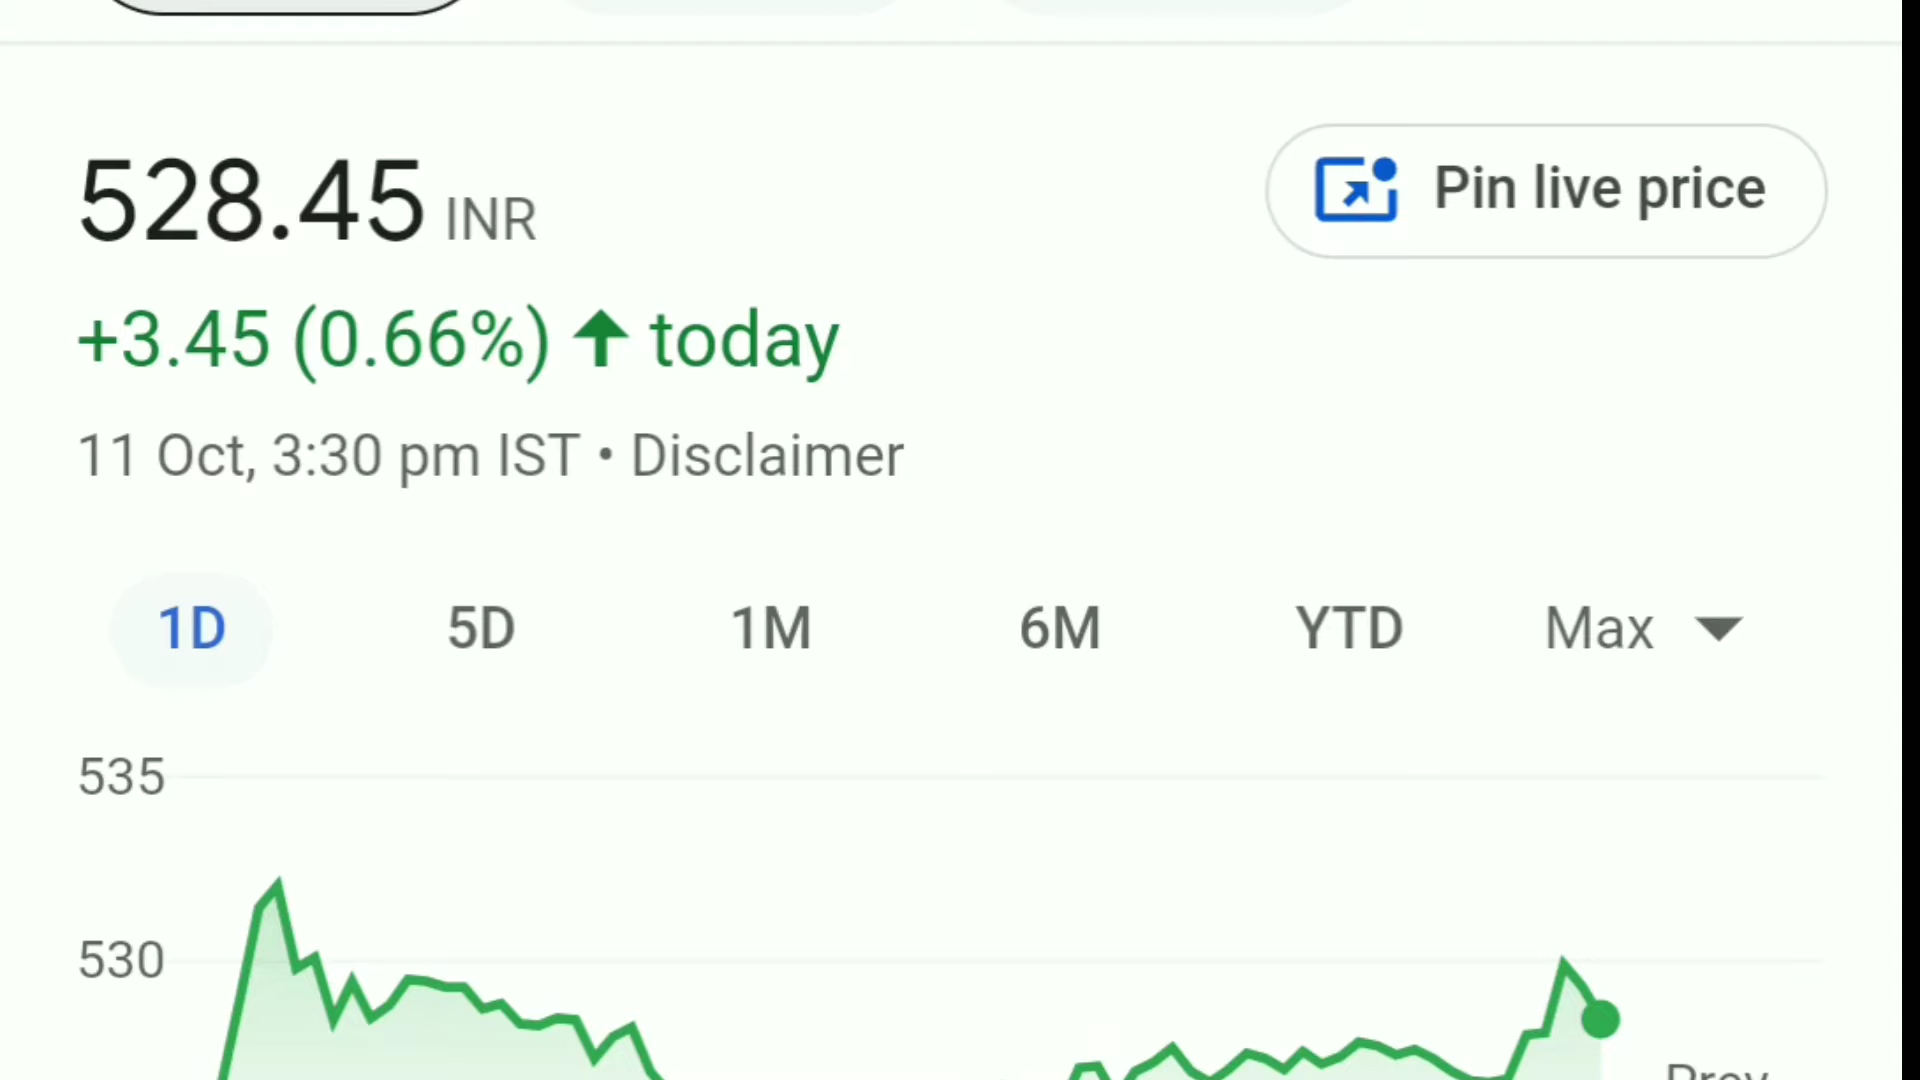 528.45 INR
Pin live price
+3.45 (0.66%) today
11 Oct, 3:30 pm IST • Disclaimer
1D 5D 1M 6M YTD Max
535
530
Prev